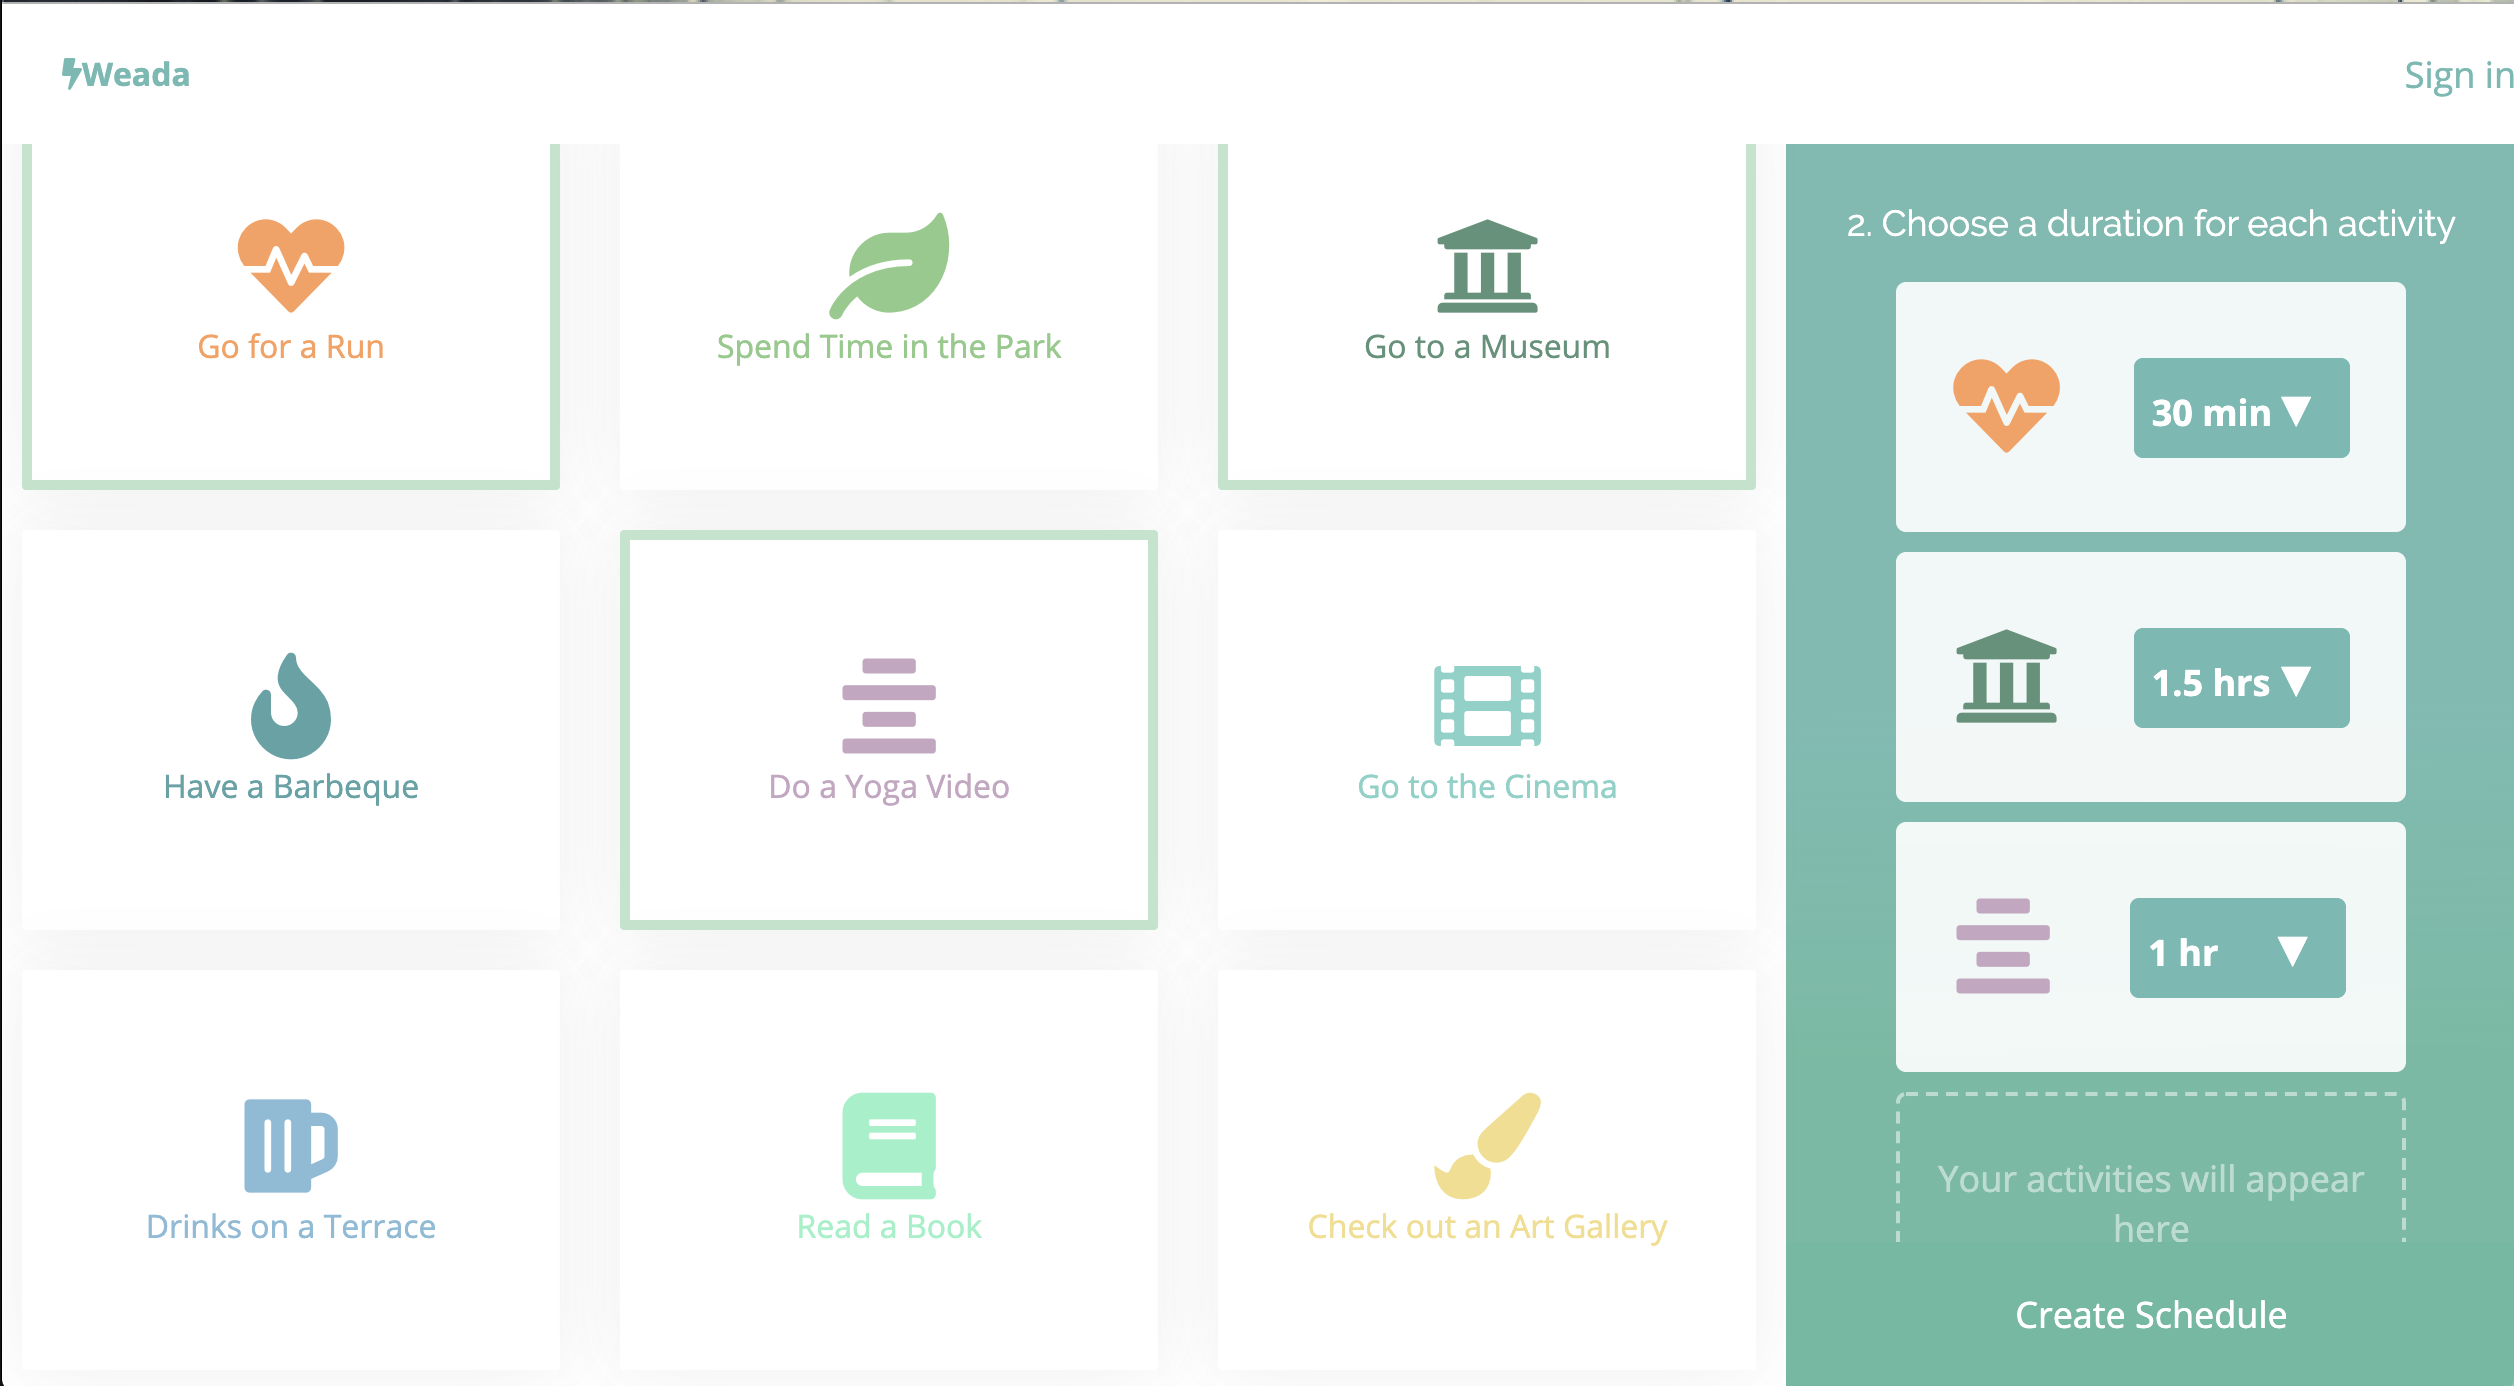 Weada
Sign in
Go for a Run
Spend Time in the Park
Go to a Museum
Have a Barbeque
Do a Yoga Video
Go to the Cinema
Drinks on a Terrace
Read a Book
Check out an Art Gallery
2. Choose a duration for each activity
30 min ▼
1.5 hrs ▼
1 hr ▼
Your activities will appear
here
Create Schedule